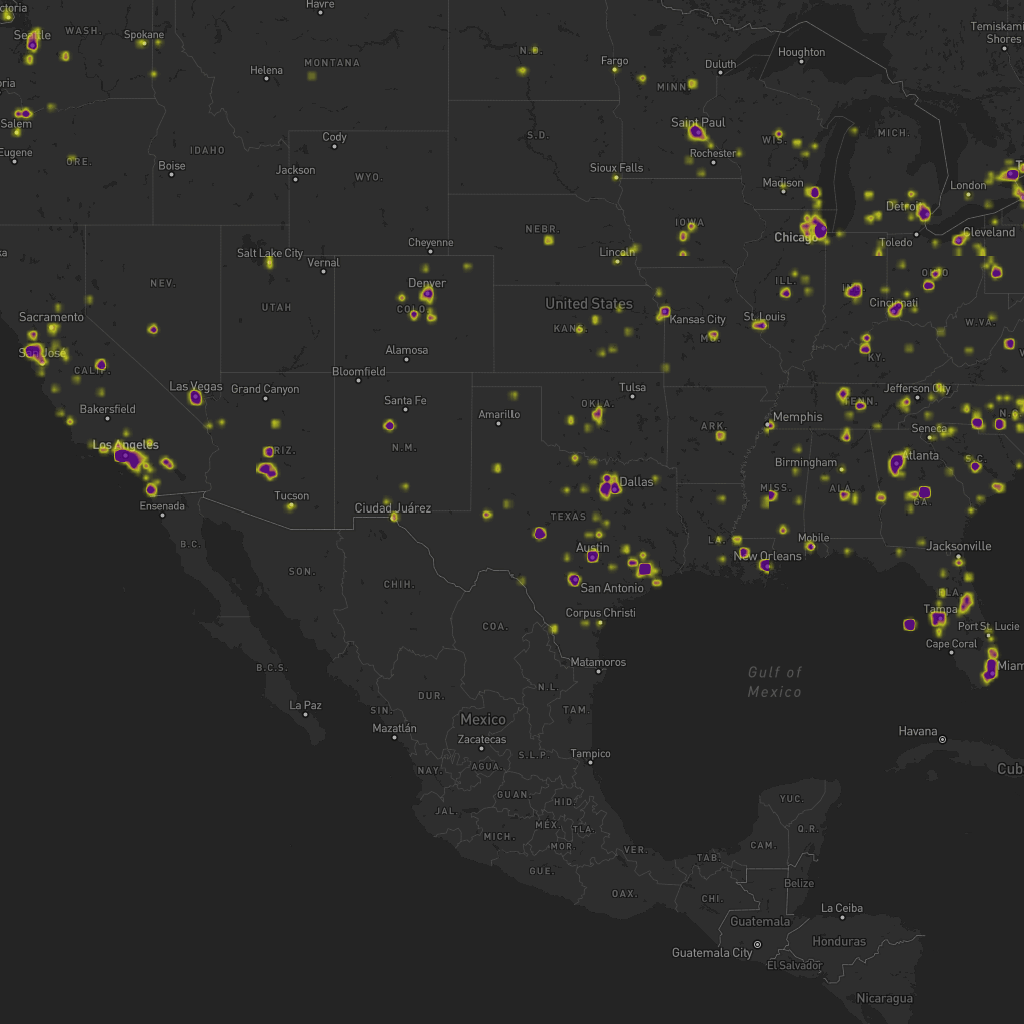 Havre
WASH.
Seattle
Spokane
Temiskami
Shores
Houghton
N.D.
Fargo
Duluth
MONTANA
Helena
MINN.
Salem
Saint Paul
MICH.
Cody
S.D.
WIS.
Eugene
IDAHO
Rochester
ORE.
Boise
Jackson
WYO.
Sioux Falls
Madison
London
Detroit
IOWA
NEBR.
Chicago
Cleveland
Toledo
Cheyenne
Salt Lake City
Vernal
Lincoln
OHIO
NEV.
Denver
ILL.
UTAH
United States
Cincinnati
COLO.
Sacramento
Kansas City
St. Louis
W.VA.
KANS.
MO.
San Jose
Alamosa
KY.
CALIF.
Bloomfield
Las Vegas
Grand Canyon
Tulsa
Jefferson City
Santa Fe
TENN.
Bakersfield
Amarillo
OKLA.
Memphis
N.C.
ARK.
Seneca
Los Angeles
ARIZ.
N.M.
Atlanta
Birmingham
S.C.
Dallas
Tucson
MISS.
ALA.
GA.
Ensenada
Ciudad Juárez
TEXAS
B.C.
LA.
Mobile
Austin
Jacksonville
New Orleans
SON.
CHIH.
San Antonio
FLA.
Tampa
Corpus Christi
COA.
Port St. Lucie
Cape Coral
Matamoros
Miam
B.C.S.
Gulf of
Mexico
DUR.
N.L.
La Paz
SIN.
TAM.
Mexico
Mazatlán
Zacatecas
Havana
S.L.P.
Tampico
NAY.
AGUA.
Cuba
GUAN.
HID.
YUC.
JAL.
MÉX.
TLA.
Q.R.
MICH.
MOR.
VER.
CAM.
TAB.
GUE.
Belize
OAX.
CHI.
La Ceiba
Guatemala
Honduras
Guatemala City
El Salvador
Nicaragua